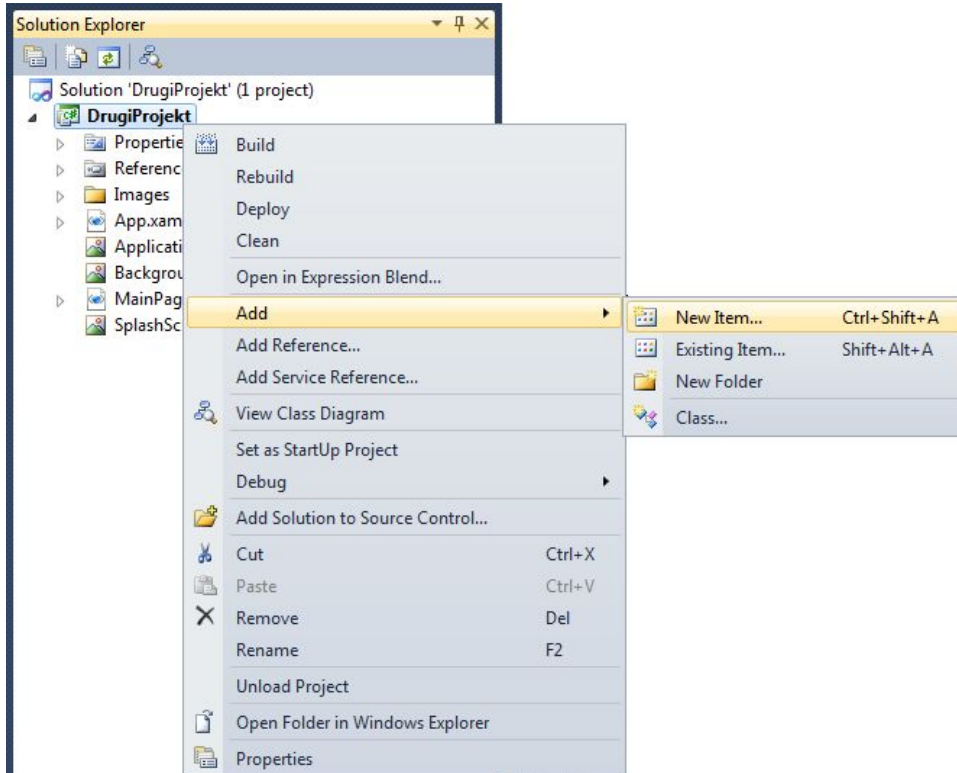 Solution Explorer
Solution 'DrugiProjekt' (1 project)
DrugiProjekt
Propertie
Referenc
Images
App.xam
Applicati
Backgrou
MainPag
SplashSc
Build
Rebuild
Deploy
Clean
Open in Expression Blend...
Add
Add Reference...
Add Service Reference...
View Class Diagram
Set as StartUp Project
Debug
Add Solution to Source Control...
Cut Ctrl+X
Paste Ctrl+V
Remove Del
Rename F2
Unload Project
Open Folder in Windows Explorer
Properties
New Item... Ctrl+Shift+A
Existing Item... Shift+Alt+A
New Folder
Class...